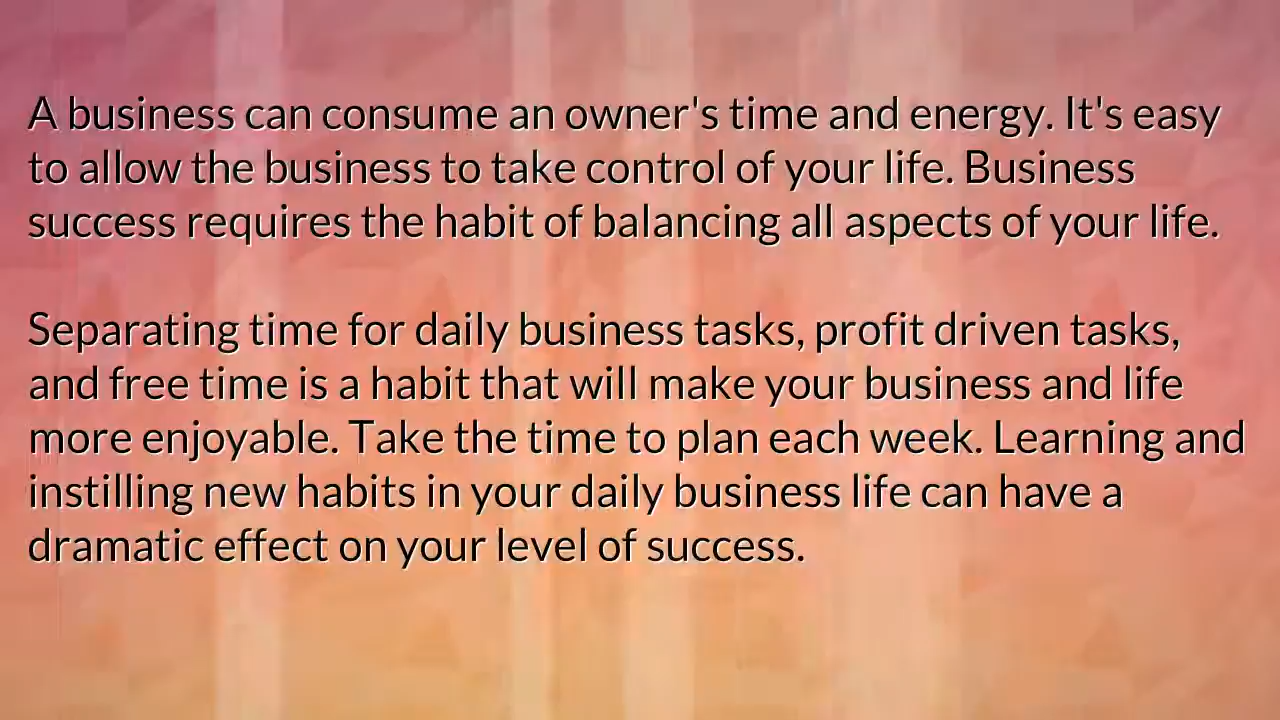 A business can consume an owner's time and energy. It's easy
to allow the business to take control of your life. Business
success requires the habit of balancing all aspects of your life.
Separating time for daily business tasks, profit driven tasks,
and free time is a habit that will make your business and life
more enjoyable. Take the time to plan each week. Learning and
instilling new habits in your daily business life can have a
dramatic effect on your level of success.